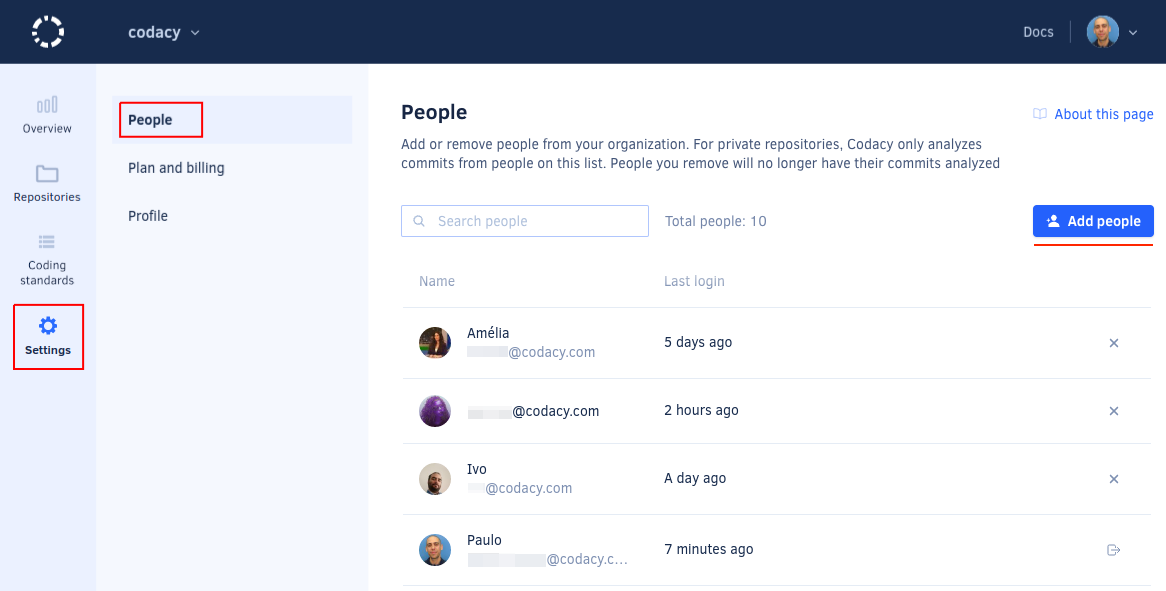 codacy
Docs
Overview
Repositories
Coding
standards
Settings
People
Plan and billing
Profile
People
About this page
Add or remove people from your organization. For private repositories, Codacy only analyzes
commits from people on this list. People you remove will no longer have their commits analyzed
Search people
Total people: 10
Add people
Name
Last login
Amélia
@codacy.com
5 days ago
@codacy.com
2 hours ago
Ivo
@codacy.com
A day ago
Paulo
@codacy.c...
7 minutes ago